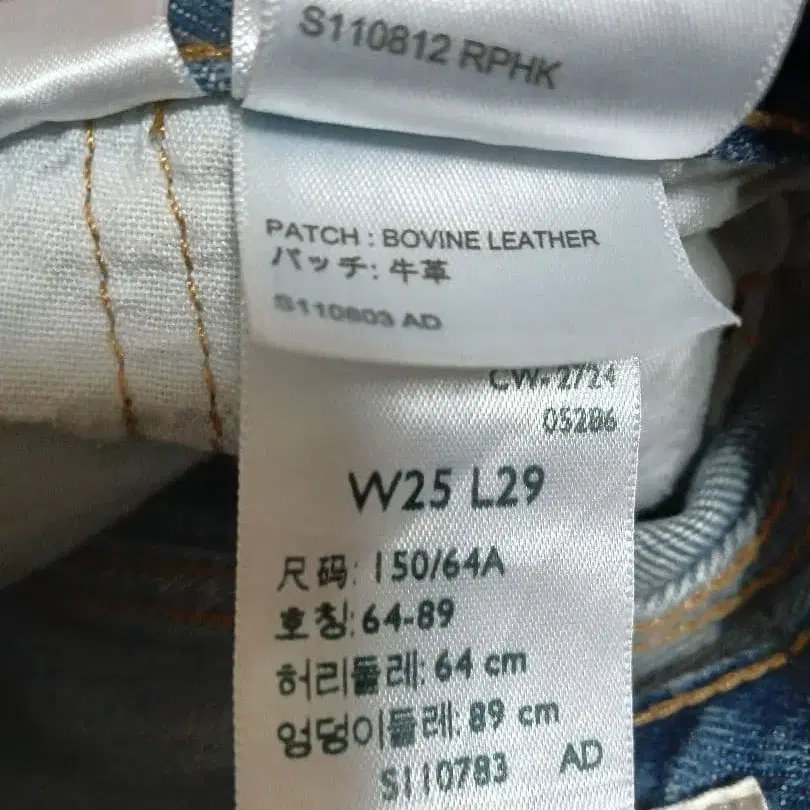 S110812 RPHK
PATCH : BOVINE LEATHER
パッチ: 牛革
S110803 AD
CW- 2724
05286
W25 L29
尺码: 150/64A
호칭: 64-89
허리둘레: 64 cm
엉덩이둘레: 89 cm
S110783 AD